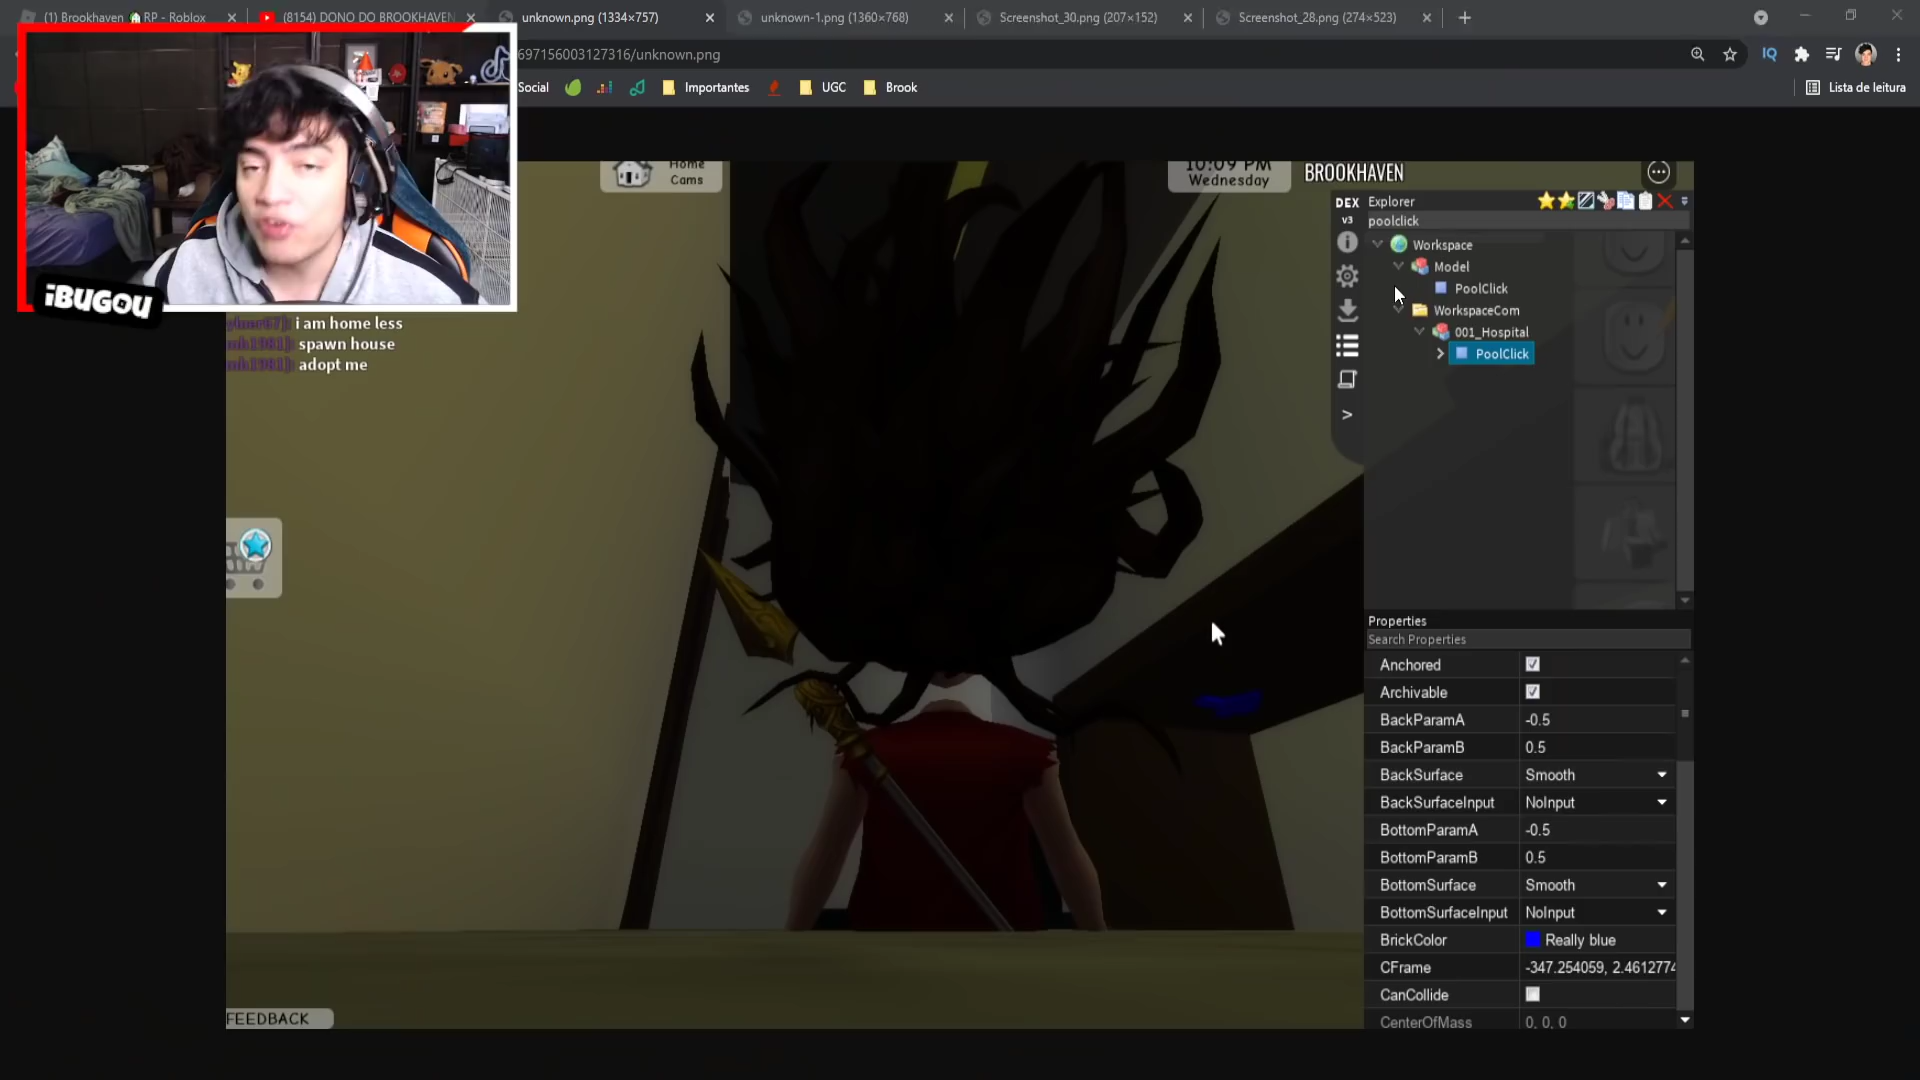 (1) Brookhaven RP - Roblox
(8154) DONO DO BROOKHAVEN
unknown.png (1334×757)
unknown-1.png (1360×768)
Screenshot_30.png (207×152)
Screenshot_28.png (274×523)
697156003127316/unknown.png
IQ
Social
Importantes
UGC
Brook
Lista de leitura
iBUGOU
Home
Cams
10:09 PM
Wednesday
BROOKHAVEN
i am home less
spawn house
adopt me
FEEDBACK
DEX
v3
Explorer
poolclick
Workspace
Model
PoolClick
WorkspaceCom
001_Hospital
PoolClick
Properties
Search Properties
Anchored
Archivable
BackParamA -0.5
BackParamB 0.5
BackSurface Smooth
BackSurfaceInput NoInput
BottomParamA -0.5
BottomParamB 0.5
BottomSurface Smooth
BottomSurfaceInput NoInput
BrickColor Really blue
CFrame -347.254059, 2.4612774
CanCollide
CenterOfMass 0, 0, 0